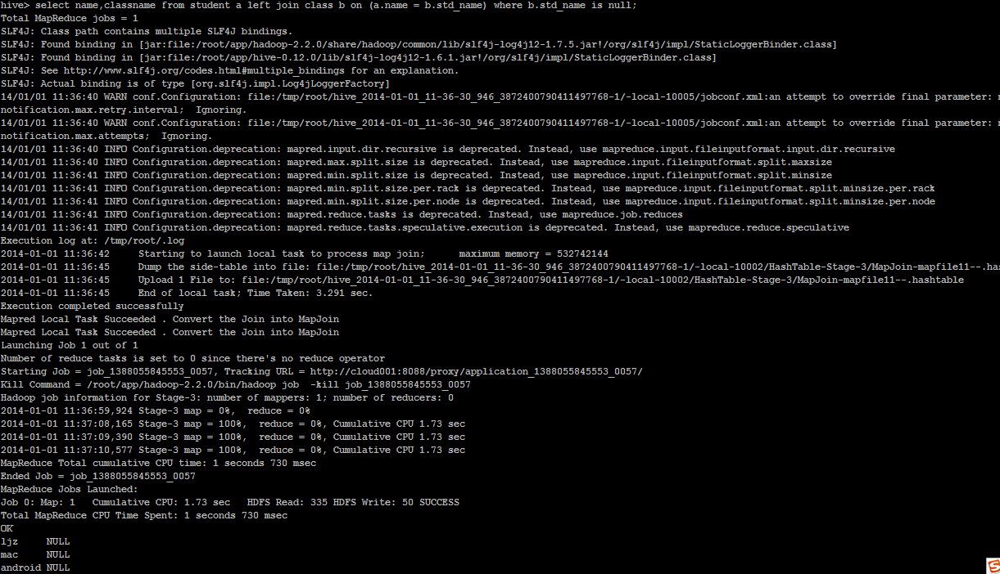 hive> select name,classname from student a left join class b on (a.name = b.std_name) where b.std_name is null;
Total MapReduce jobs = 1
SLF4J: Class path contains multiple SLF4J bindings.
SLF4J: Found binding in [jar:file:/root/app/hadoop-2.2.0/share/hadoop/common/lib/slf4j-log4j12-1.7.5.jar!/org/slf4j/impl/StaticLoggerBinder.class]
SLF4J: Found binding in [jar:file:/root/app/hive-0.12.0/lib/slf4j-log4j12-1.6.1.jar!/org/slf4j/impl/StaticLoggerBinder.class]
SLF4J: See http://www.slf4j.org/codes.html#multiple_bindings for an explanation.
SLF4J: Actual binding is of type [org.slf4j.impl.Log4jLoggerFactory]
14/01/01 11:36:40 WARN conf.Configuration: file:/tmp/root/hive_2014-01-01_11-36-30_946_3872400790411497768-1/-local-10005/jobconf.xml:an attempt to override final parameter:
notification.max.retry.interval;  Ignoring.
14/01/01 11:36:40 WARN conf.Configuration: file:/tmp/root/hive_2014-01-01_11-36-30_946_3872400790411497768-1/-local-10005/jobconf.xml:an attempt to override final parameter:
notification.max.attempts;  Ignoring.
14/01/01 11:36:40 INFO Configuration.deprecation: mapred.input.dir.recursive is deprecated. Instead, use mapreduce.input.fileinputformat.input.dir.recursive
14/01/01 11:36:40 INFO Configuration.deprecation: mapred.max.split.size is deprecated. Instead, use mapreduce.input.fileinputformat.split.maxsize
14/01/01 11:36:41 INFO Configuration.deprecation: mapred.min.split.size is deprecated. Instead, use mapreduce.input.fileinputformat.split.minsize
14/01/01 11:36:41 INFO Configuration.deprecation: mapred.min.split.size.per.rack is deprecated. Instead, use mapreduce.input.fileinputformat.split.minsize.per.rack
14/01/01 11:36:41 INFO Configuration.deprecation: mapred.min.split.size.per.node is deprecated. Instead, use mapreduce.input.fileinputformat.split.minsize.per.node
14/01/01 11:36:41 INFO Configuration.deprecation: mapred.reduce.tasks is deprecated. Instead, use mapreduce.job.reduces
14/01/01 11:36:41 INFO Configuration.deprecation: mapred.reduce.tasks.speculative.execution is deprecated. Instead, use mapreduce.reduce.speculative
Execution log at: /tmp/root/.log
2014-01-01 11:36:42     Starting to launch local task to process map join;      maximum memory = 532742144
2014-01-01 11:36:45     Dump the side-table into file: file:/tmp/root/hive_2014-01-01_11-36-30_946_3872400790411497768-1/-local-10002/HashTable-Stage-3/MapJoin-mapfile11--.has
2014-01-01 11:36:45     Upload 1 File to: file:/tmp/root/hive_2014-01-01_11-36-30_946_3872400790411497768-1/-local-10002/HashTable-Stage-3/MapJoin-mapfile11--.hashtable
2014-01-01 11:36:45     End of local task; Time Taken: 3.291 sec.
Execution completed successfully
Mapred Local Task Succeeded . Convert the Join into MapJoin
Mapred Local Task Succeeded . Convert the Join into MapJoin
Launching Job 1 out of 1
Number of reduce tasks is set to 0 since there's no reduce operator
Starting Job = job_1388055845553_0057, Tracking URL = http://cloud001:8088/proxy/application_1388055845553_0057/
Kill Command = /root/app/hadoop-2.2.0/bin/hadoop job  -kill job_1388055845553_0057
Hadoop job information for Stage-3: number of mappers: 1; number of reducers: 0
2014-01-01 11:36:59,924 Stage-3 map = 0%,  reduce = 0%
2014-01-01 11:37:08,165 Stage-3 map = 100%,  reduce = 0%, Cumulative CPU 1.73 sec
2014-01-01 11:37:09,390 Stage-3 map = 100%,  reduce = 0%, Cumulative CPU 1.73 sec
2014-01-01 11:37:10,577 Stage-3 map = 100%,  reduce = 0%, Cumulative CPU 1.73 sec
MapReduce Total cumulative CPU time: 1 seconds 730 msec
Ended Job = job_1388055845553_0057
MapReduce Jobs Launched:
Job 0: Map: 1   Cumulative CPU: 1.73 sec   HDFS Read: 335 HDFS Write: 50 SUCCESS
Total MapReduce CPU Time Spent: 1 seconds 730 msec
OK
ljz     NULL
mac     NULL
android NULL